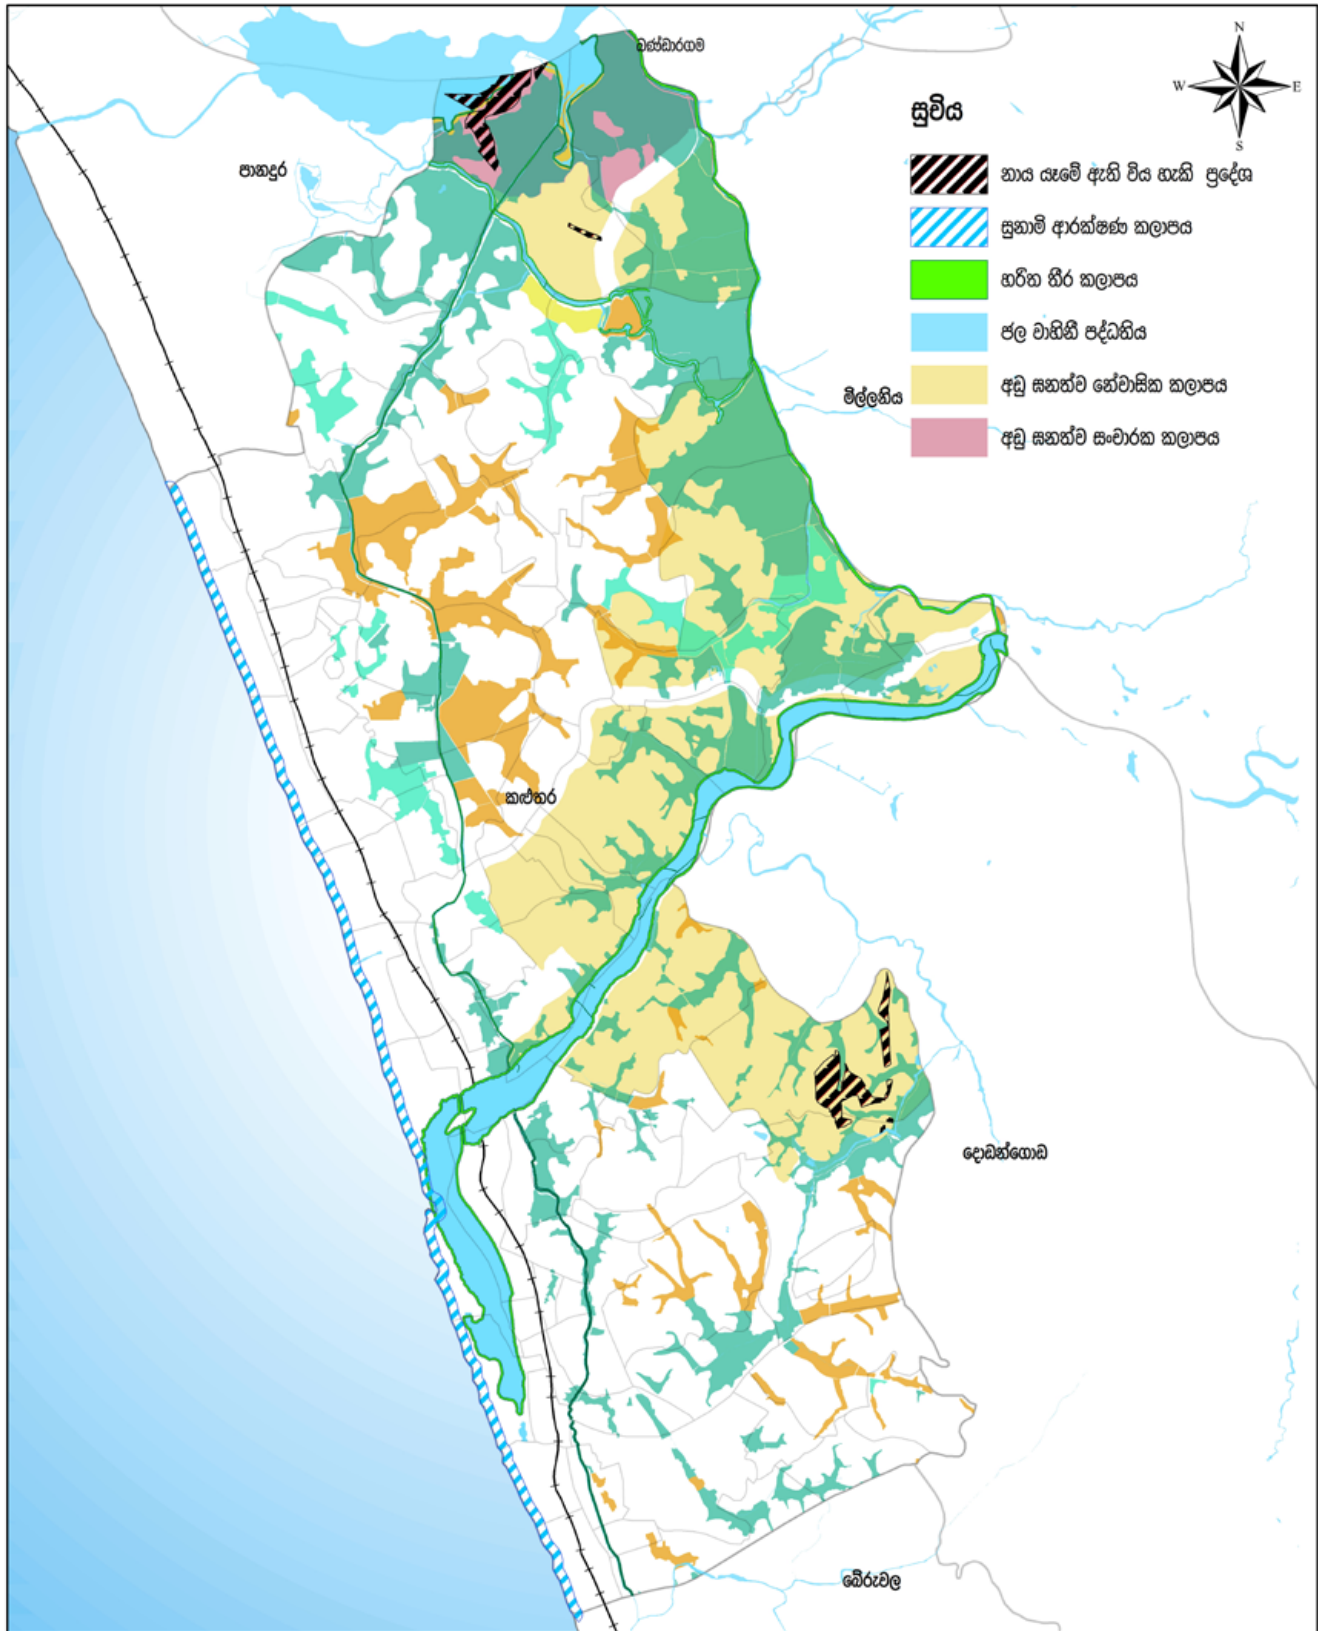 බණ්ඩාරගම
N
W E
S
සූචිය
පානදුර
නාය යෑමේ ඇති විය හැකි ප්‍රදේශ
සුනාමි ආරක්ෂණ කලාපය
හරිත තීර කලාපය
ජල වාහිනී පද්ධතිය
මිල්ලනිය
අඩු ඝනත්ව නේවාසික කලාපය
අඩු ඝනත්ව සංචාරක කලාපය
කළුතර
දොඩන්ගොඩ
බේරුවල